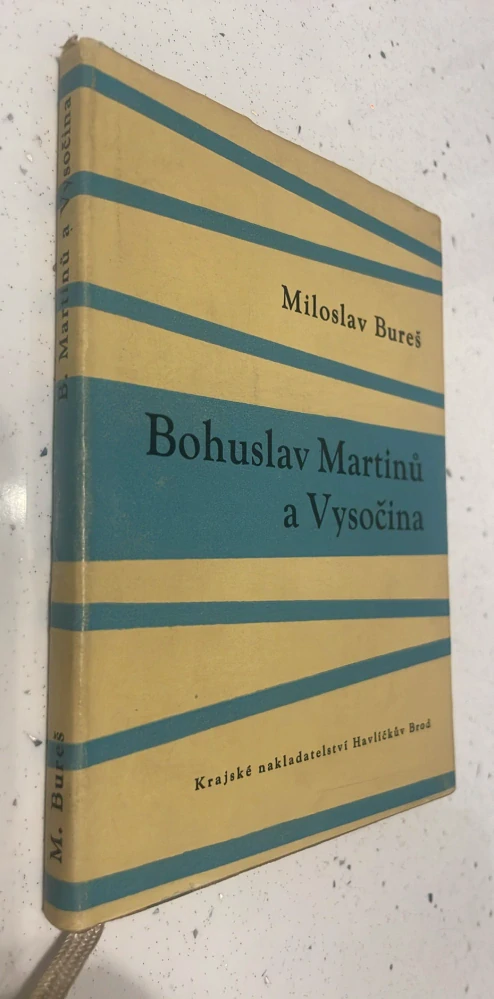 Miloslav Bureš
Bohuslav Martinů
a Vysočina
Krajské nakladatelství Havlíčkův Brod
B. Martinů a Vysočina
M. Bureš